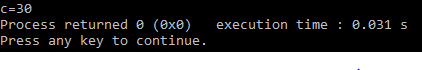 c=30
Process returned 0 (0x0)   execution time : 0.031 s
Press any key to continue.